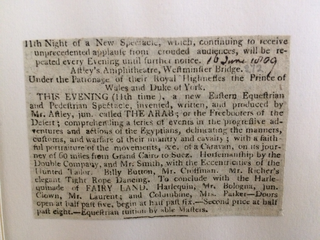 11th Night of a New Spectacle, which, continuing to receive
unprecedented applause from crouded audiences, will be re-
peated every Evening until further notice. 10 June 1799
Astley's Amphitheatre, Westminster Bridge.
Under the Patronage of their Royal Highnesses the Prince of
Wales and Duke of York.
THIS EVENING (11th time), a new Eastern Equestrian
and Pedestrian Spectacle, invented, written, and produced by
Mr. Astley, jun. called THE ARABS; or the Freebooters of the
Desert; comprehending a series of events in the progressive ad-
ventures and actions of the Egyptians, delineating the manners,
customs, and warfare of their infantry and cavalry; with a faith-
ful portraiture of the movements, &c. of a Caravan, on its jour-
ney of 60 miles from Grand Cairo to Suez. Horsemanship by the
Double Company, and Mr. Smith, with the Eccentricities of the
Hunted Tailor, Billy Button, Mr. Crossman. Mr. Richer's
elegant Tight Rope Dancing. To conclude with the Harle-
quinade of FAIRY LAND. Harlequin, Mr. Bologna, jun.
Clown, Mr. Laurent; and Colombine, Mrs. Parker—Doors
open at half past five, begin at half past six.—Second price at half
past eight.—Equestrian tuition by able Masters.